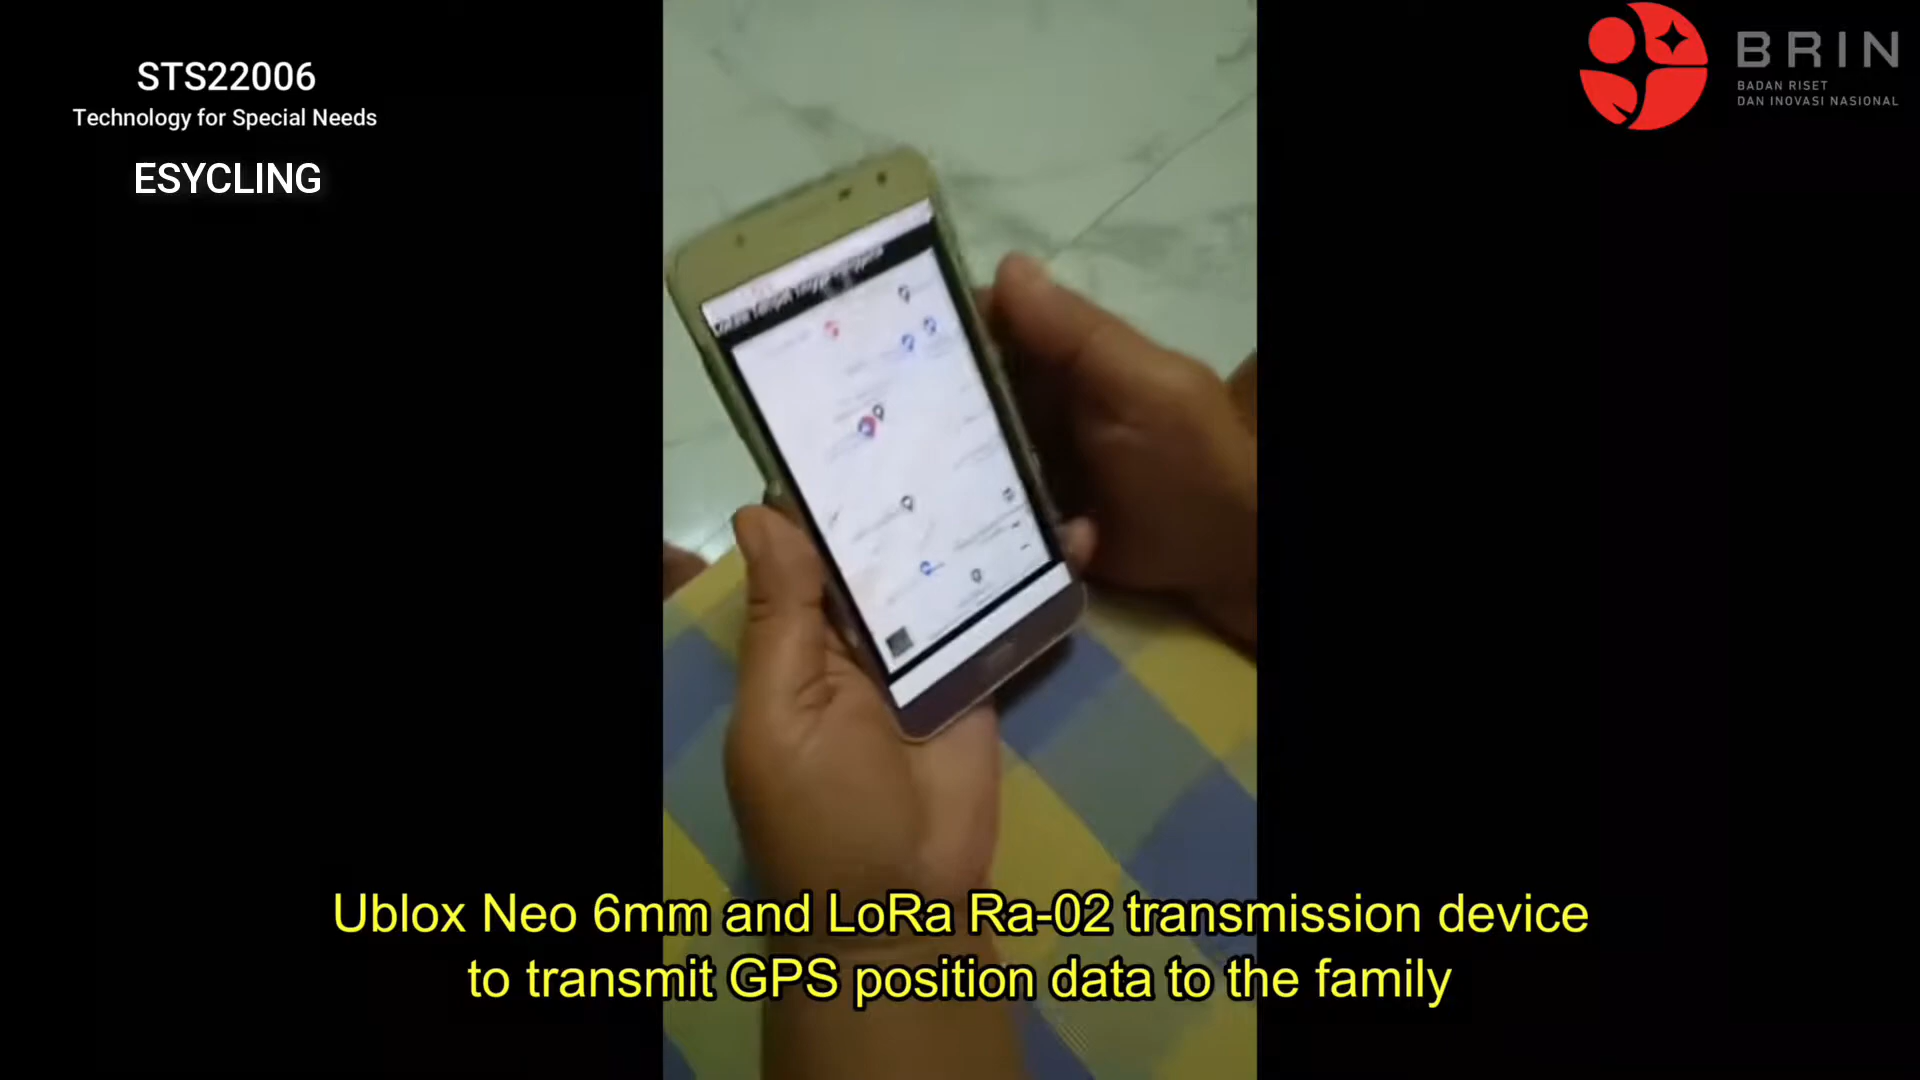 STS22006
Technology for Special Needs
ESYCLING
BRIN
BADAN RISET
DAN INOVASI NASIONAL
Ublox Neo 6mm and LoRa Ra-02 transmission device
to transmit GPS position data to the family